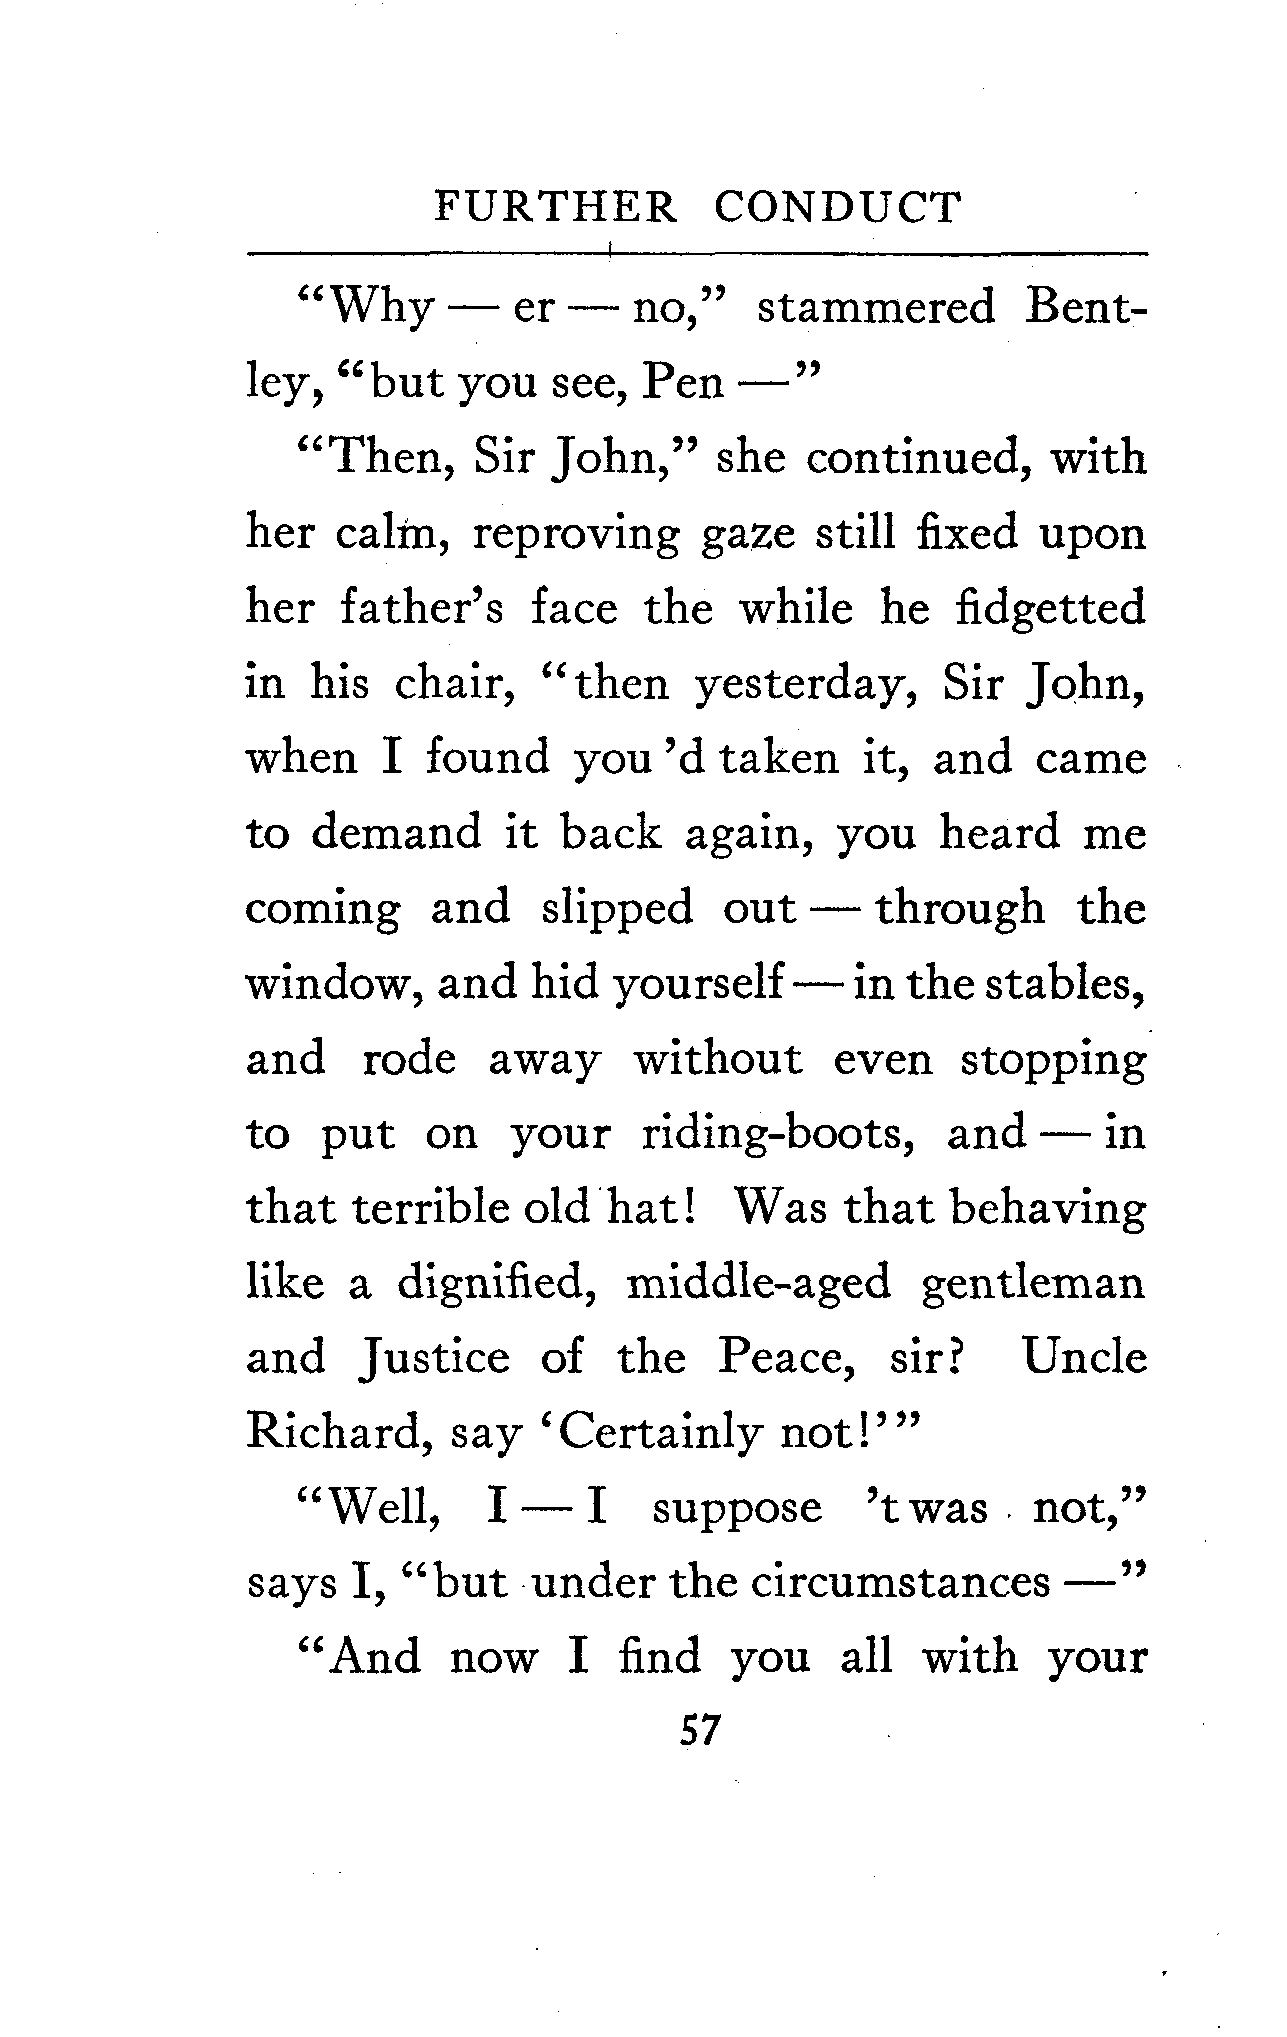 FURTHER CONDUCT
“Why — er — no,” stammered Bent-
ley, “but you see, Pen —”
“Then, Sir John,” she continued, with
her calm, reproving gaze still fixed upon
her father’s face the while he fidgetted
in his chair, “then yesterday, Sir John,
when I found you ’d taken it, and came
to demand it back again, you heard me
coming and slipped out — through the
window, and hid yourself — in the stables,
and rode away without even stopping
to put on your riding-boots, and — in
that terrible old hat! Was that behaving
like a dignified, middle-aged gentleman
and Justice of the Peace, sir? Uncle
Richard, say ‘Certainly not!’”
“Well, I — I suppose ’t was not,”
says I, “but under the circumstances —”
“And now I find you all with your
57